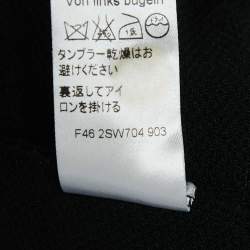 von links bügeln
タンブラー乾燥はお
避けください
裏返してアイ
ロンを掛ける
F46 2SW704 903